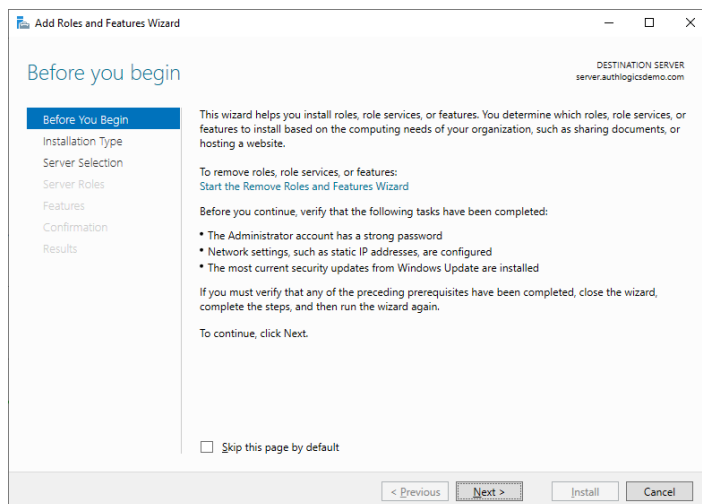 Add Roles and Features Wizard
Before you begin
DESTINATION SERVER
server.authlogicsdemo.com
Before You Begin
Installation Type
Server Selection
Server Roles
Features
Confirmation
Results
This wizard helps you install roles, role services, or features. You determine which roles, role services, or
features to install based on the computing needs of your organization, such as sharing documents, or
hosting a website.
To remove roles, role services, or features:
Start the Remove Roles and Features Wizard
Before you continue, verify that the following tasks have been completed:
• The Administrator account has a strong password
• Network settings, such as static IP addresses, are configured
• The most current security updates from Windows Update are installed
If you must verify that any of the preceding prerequisites have been completed, close the wizard,
complete the steps, and then run the wizard again.
To continue, click Next.
Skip this page by default
< Previous
Next >
Install
Cancel